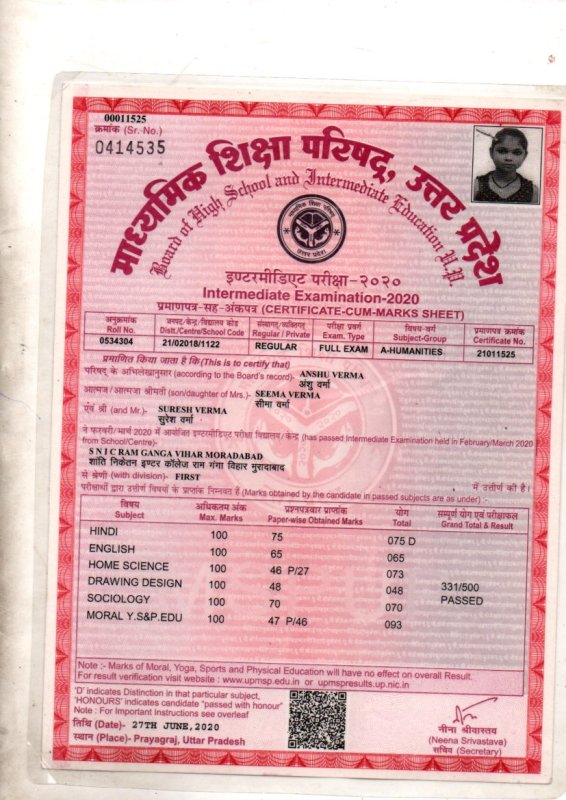 00011525
क्रमांक (Sr. No.)
0414535
माध्यमिक शिक्षा परिषद्, उत्तर प्रदेश
Board of High School and Intermediate Education U.P.
इण्टरमीडिएट परीक्षा-२०२०
Intermediate Examination-2020
प्रमाणपत्र-सह-अंकपत्र (CERTIFICATE-CUM-MARKS SHEET)
अनुक्रमांक जनपद/केन्द्र/विद्यालय कोड संस्थागत/व्यक्तिगत परीक्षा प्रवर्ग विषय-वर्ग प्रमाणपत्र क्रमांक
Roll No. Distt./Centre/School Code Regular / Private Exam. Type Subject-Group Certificate No.
0534304 21/02018/1122 REGULAR FULL EXAM A-HUMANITIES 21011525
प्रमाणित किया जाता है कि(This is to certify that)
परिषद् के अभिलेखानुसार (according to the Board's record)- ANSHU VERMA
अंशु वर्मा
आत्मज/आत्मजा श्रीमती (son/daughter of Mrs.)- SEEMA VERMA
सीमा वर्मा
एवं श्री (and Mr.)- SURESH VERMA
सुरेश वर्मा
ने फरवरी/मार्च 2020 में आयोजित इण्टरमीडिएट परीक्षा विद्यालय/केन्द्र (has passed Intermediate Examination held in February/March 2020
from School/Centre)-
S N I C RAM GANGA VIHAR MORADABAD
शांति निकेतन इण्टर कॉलेज राम गंगा विहार मुरादाबाद
से श्रेणी (with division)- FIRST में उत्तीर्ण की है।
परीक्षार्थी द्वारा उत्तीर्ण विषयों के प्राप्तांक निम्नवत हैं (Marks obtained by the candidate in passed subjects are as under) :-
विषय अधिकतम अंक प्रश्नपत्रवार प्राप्तांक योग सम्पूर्ण योग एवं परीक्षाफल
Subject Max. Marks Paper-wise Obtained Marks Total Grand Total & Result
HINDI 100 75 075 D
ENGLISH 100 65 065
HOME SCIENCE 100 46 P/27 073
DRAWING DESIGN 100 48 048 331/500
SOCIOLOGY 100 70 070 PASSED
MORAL Y.S&P.EDU 100 47 P/46 093
Note :- Marks of Moral, Yoga, Sports and Physical Education will have no effect on overall Result.
For result verification visit website : www.upmsp.edu.in or upmspresults.up.nic.in
'D' indicates Distinction in that particular subject,
'HONOURS' indicates candidate "passed with honour"
Note : For Important Instructions see overleaf
तिथि (Date)- 27TH JUNE,2020
स्थान (Place)- Prayagraj, Uttar Pradesh
नीना श्रीवास्तव
(Neena Srivastava)
सचिव (Secretary)